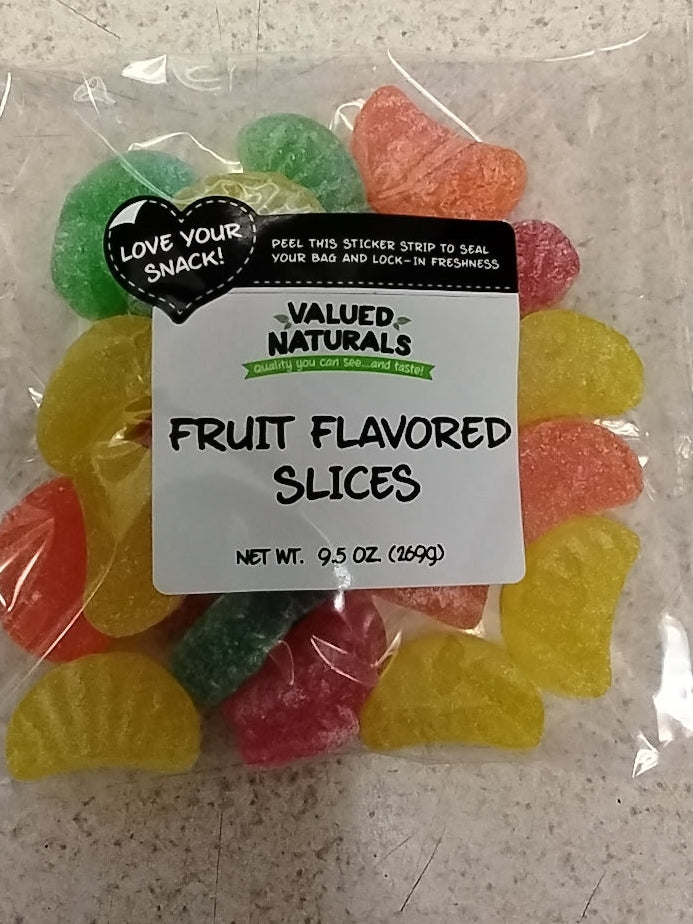 LOVE YOUR
SNACK!
PEEL THIS STICKER STRIP TO SEAL
YOUR BAG AND LOCK-IN FRESHNESS
VALUED
NATURALS
quality you can see...and taste!
FRUIT FLAVORED
SLICES
NET WT. 9.5 OZ. (269g)